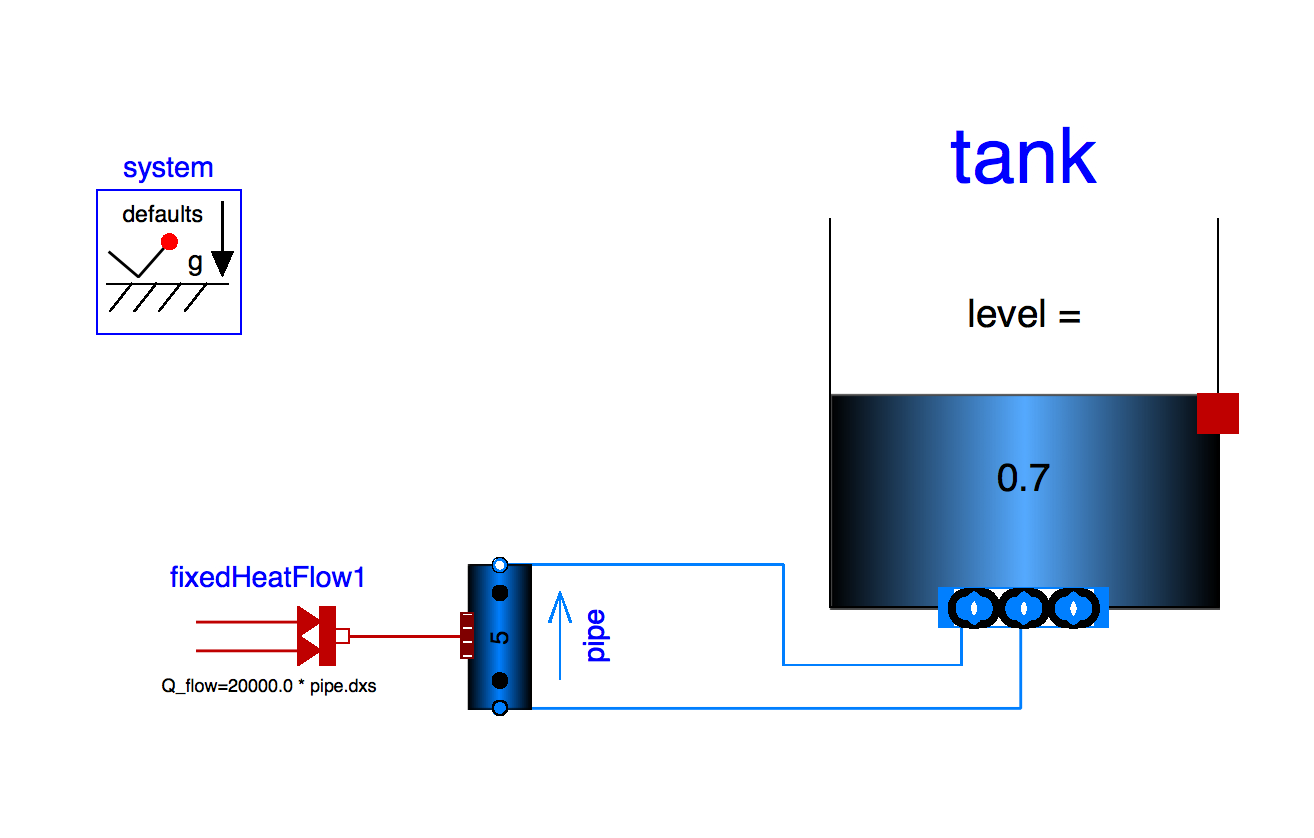 tank
system
defaults
g
level =
0.7
fixedHeatFlow1
5
pipe
Q_flow=20000.0 * pipe.dxs